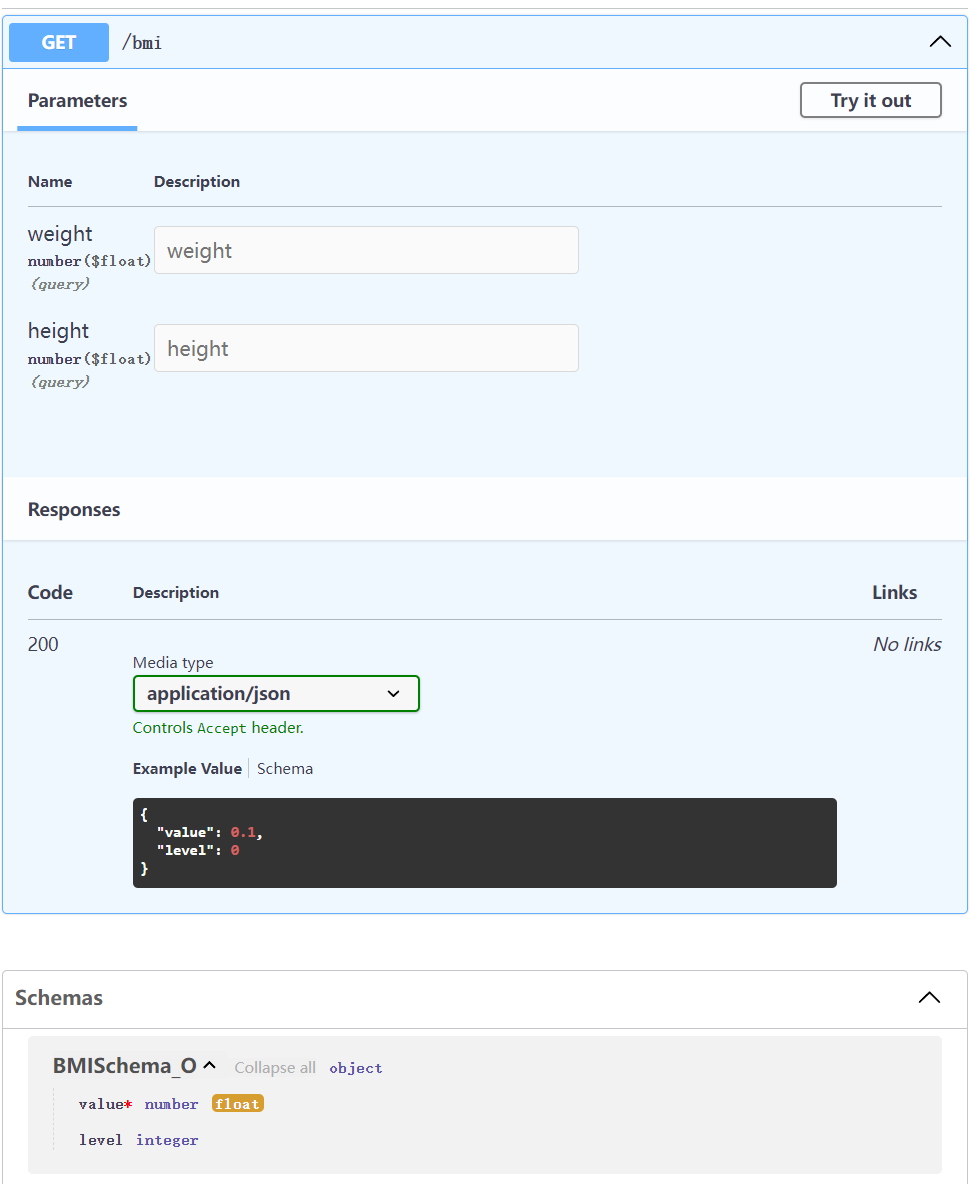 GET /bmi
Parameters
Try it out
Name Description
weight
number($float)
(query)
weight
height
number($float)
(query)
height
Responses
Code Description Links
200 No links
Media type
application/json
Controls Accept header.
Example Value Schema
{
"value": 0.1,
"level": 0
}
Schemas
BMISchema_O Collapse all object
value* number float
level integer